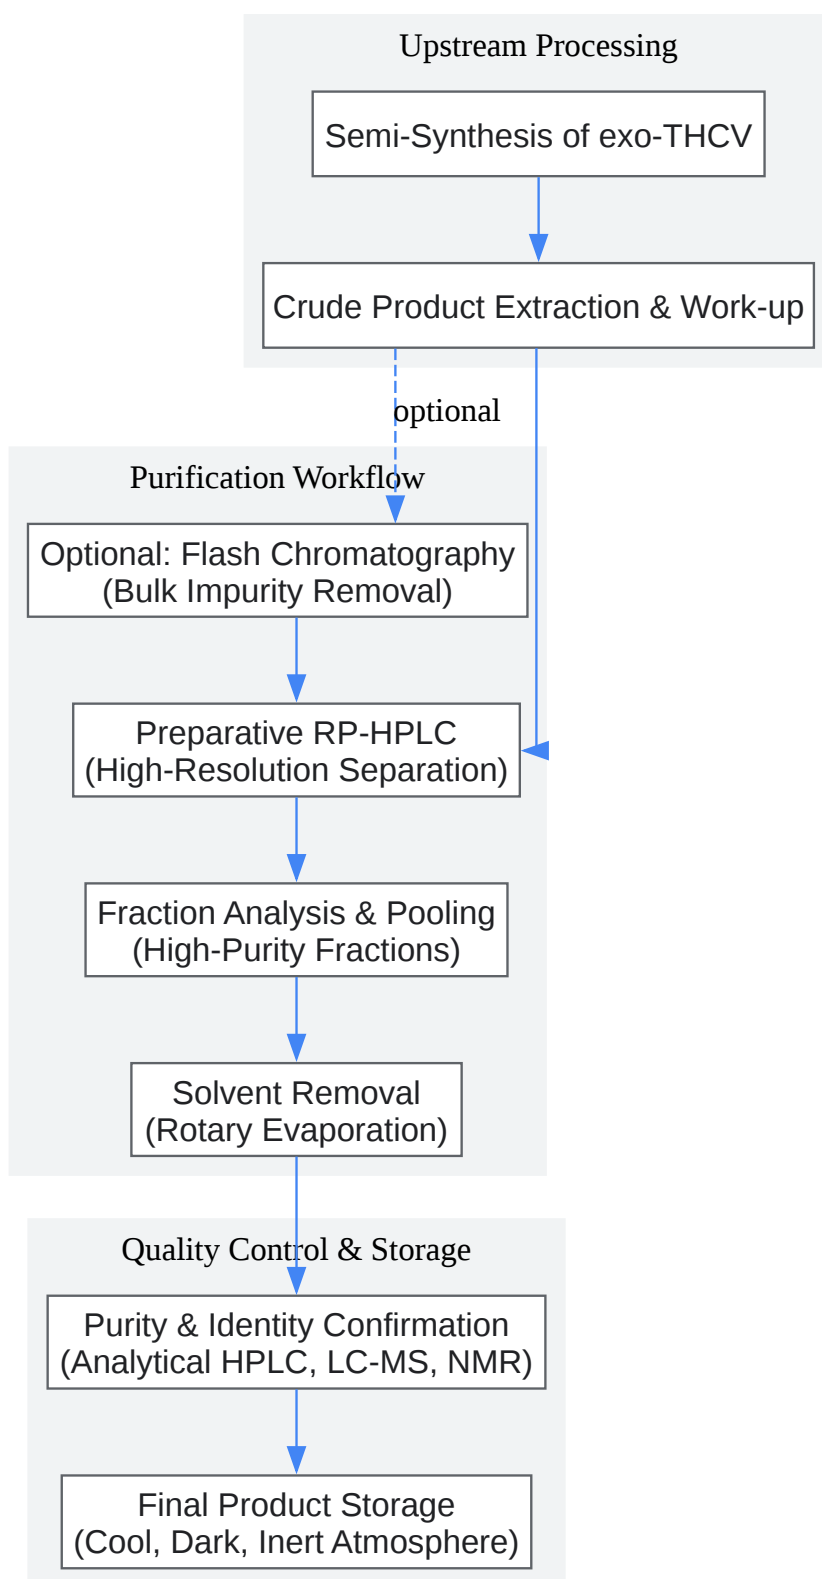 Upstream Processing
Semi-Synthesis of exo-THCV
Crude Product Extraction & Work-up
optional
Purification Workflow
Optional: Flash Chromatography
(Bulk Impurity Removal)
Preparative RP-HPLC
(High-Resolution Separation)
Fraction Analysis & Pooling
(High-Purity Fractions)
Solvent Removal
(Rotary Evaporation)
Quality Control & Storage
Purity & Identity Confirmation
(Analytical HPLC, LC-MS, NMR)
Final Product Storage
(Cool, Dark, Inert Atmosphere)